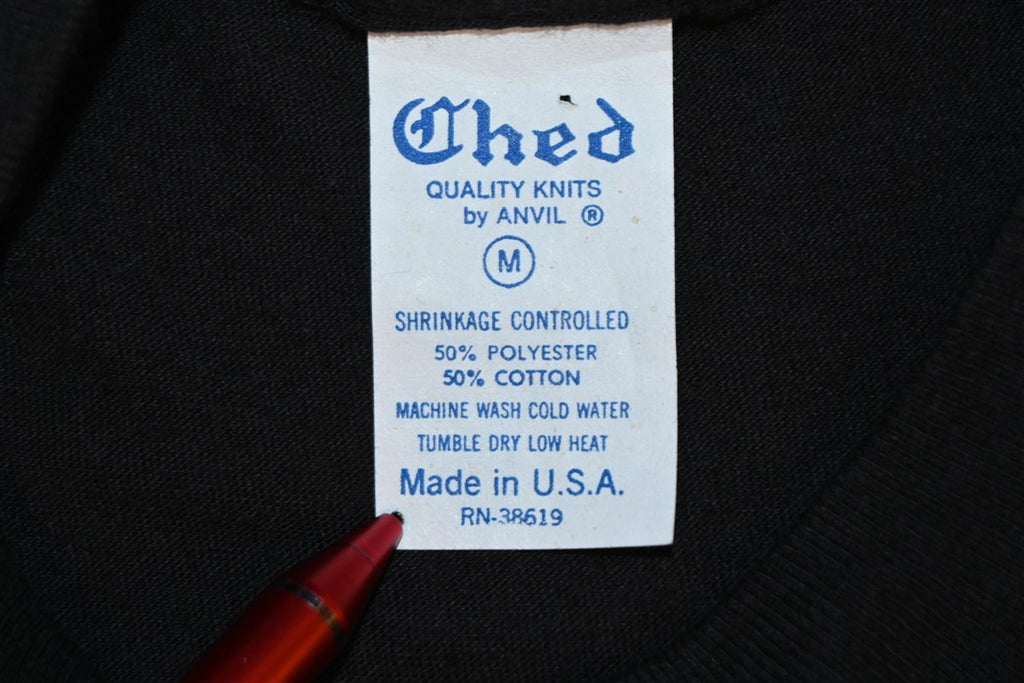 Ched
QUALITY KNITS
by ANVIL ®
M
SHRINKAGE CONTROLLED
50% POLYESTER
50% COTTON
MACHINE WASH COLD WATER
TUMBLE DRY LOW HEAT
Made in U.S.A.
RN-38619